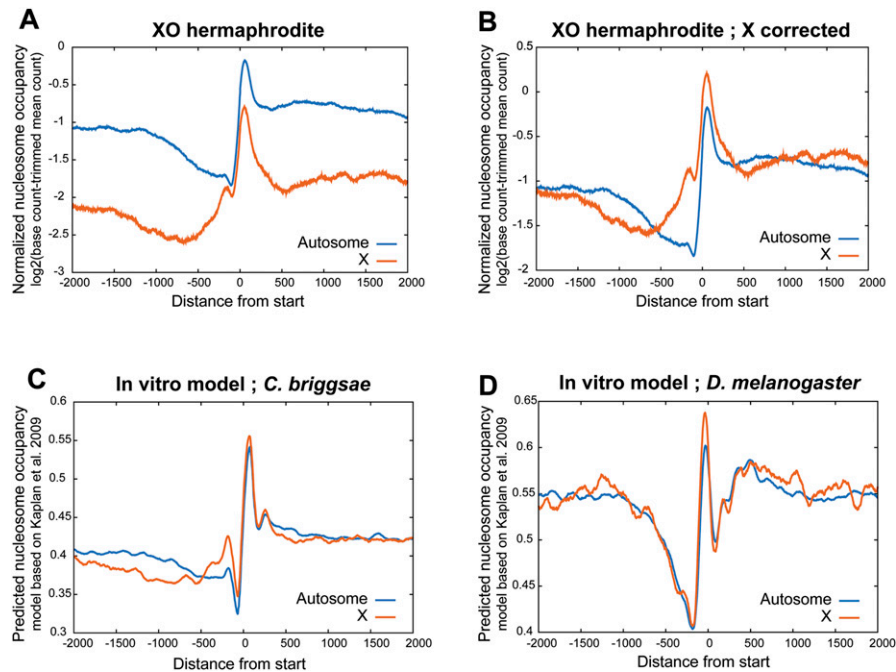 A
XO hermaphrodite
Normalized nucleosome occupancy
log2(base count-trimmed mean count)
0
-0.5
-1
-1.5
-2
-2.5
-3
Autosome
X
-2000 -1500 -1000 -500 0 500 1000 1500 2000
Distance from start
B
XO hermaphrodite ; X corrected
Normalized nucleosome occupancy
log2(base count-trimmed mean count)
0.5
0
-0.5
-1
-1.5
-2
Autosome
X
-2000 -1500 -1000 -500 0 500 1000 1500 2000
Distance from start
C
In vitro model ; C. briggsae
Predicted nucleosome occupancy
model based on Kaplan et al. 2009
0.6
0.55
0.5
0.45
0.4
0.35
0.3
Autosome
X
-2000 -1500 -1000 -500 0 500 1000 1500 2000
Distance from start
D
In vitro model ; D. melanogaster
Predicted nucleosome occupancy
model based on Kaplan et al. 2009
0.65
0.6
0.55
0.5
0.45
0.4
Autosome
X
-2000 -1500 -1000 -500 0 500 1000 1500 2000
Distance from start